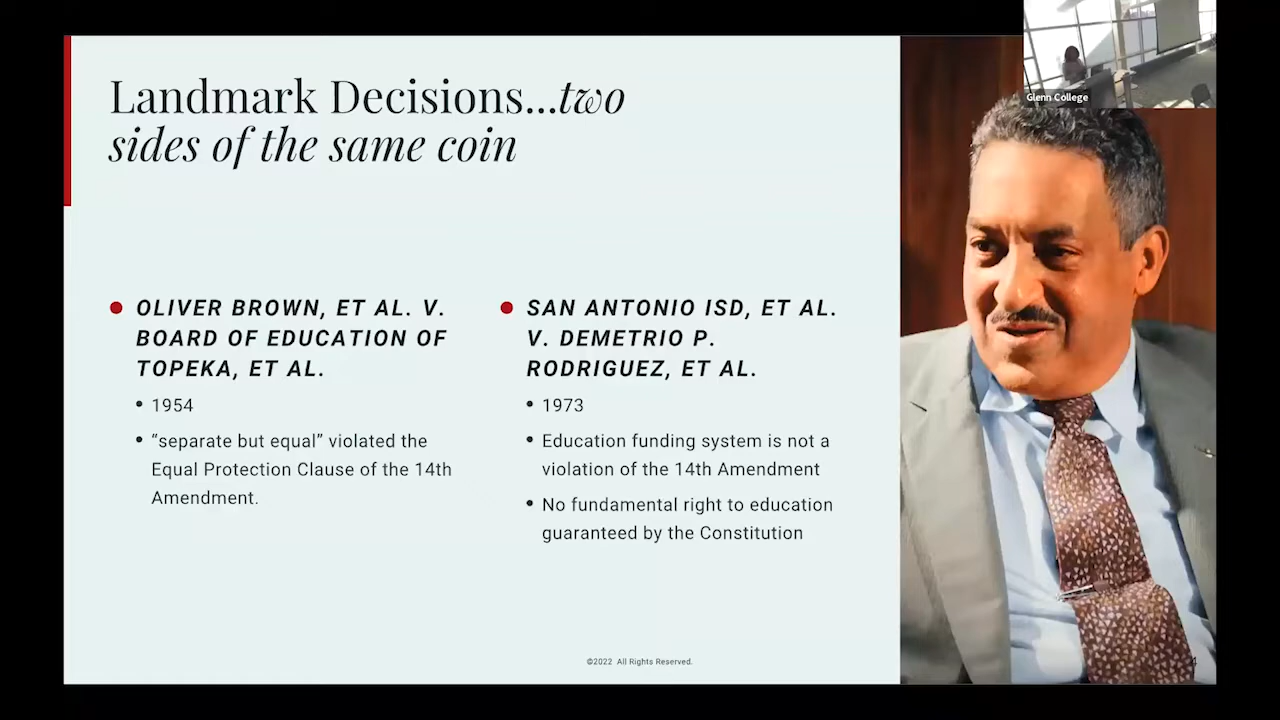 Landmark Decisions...two
sides of the same coin
Glenn College
OLIVER BROWN, ET AL. V.
BOARD OF EDUCATION OF
TOPEKA, ET AL.
1954
“separate but equal” violated the
Equal Protection Clause of the 14th
Amendment.
SAN ANTONIO ISD, ET AL.
V. DEMETRIO P.
RODRIGUEZ, ET AL.
1973
Education funding system is not a
violation of the 14th Amendment
No fundamental right to education
guaranteed by the Constitution
©2022 All Rights Reserved.
4